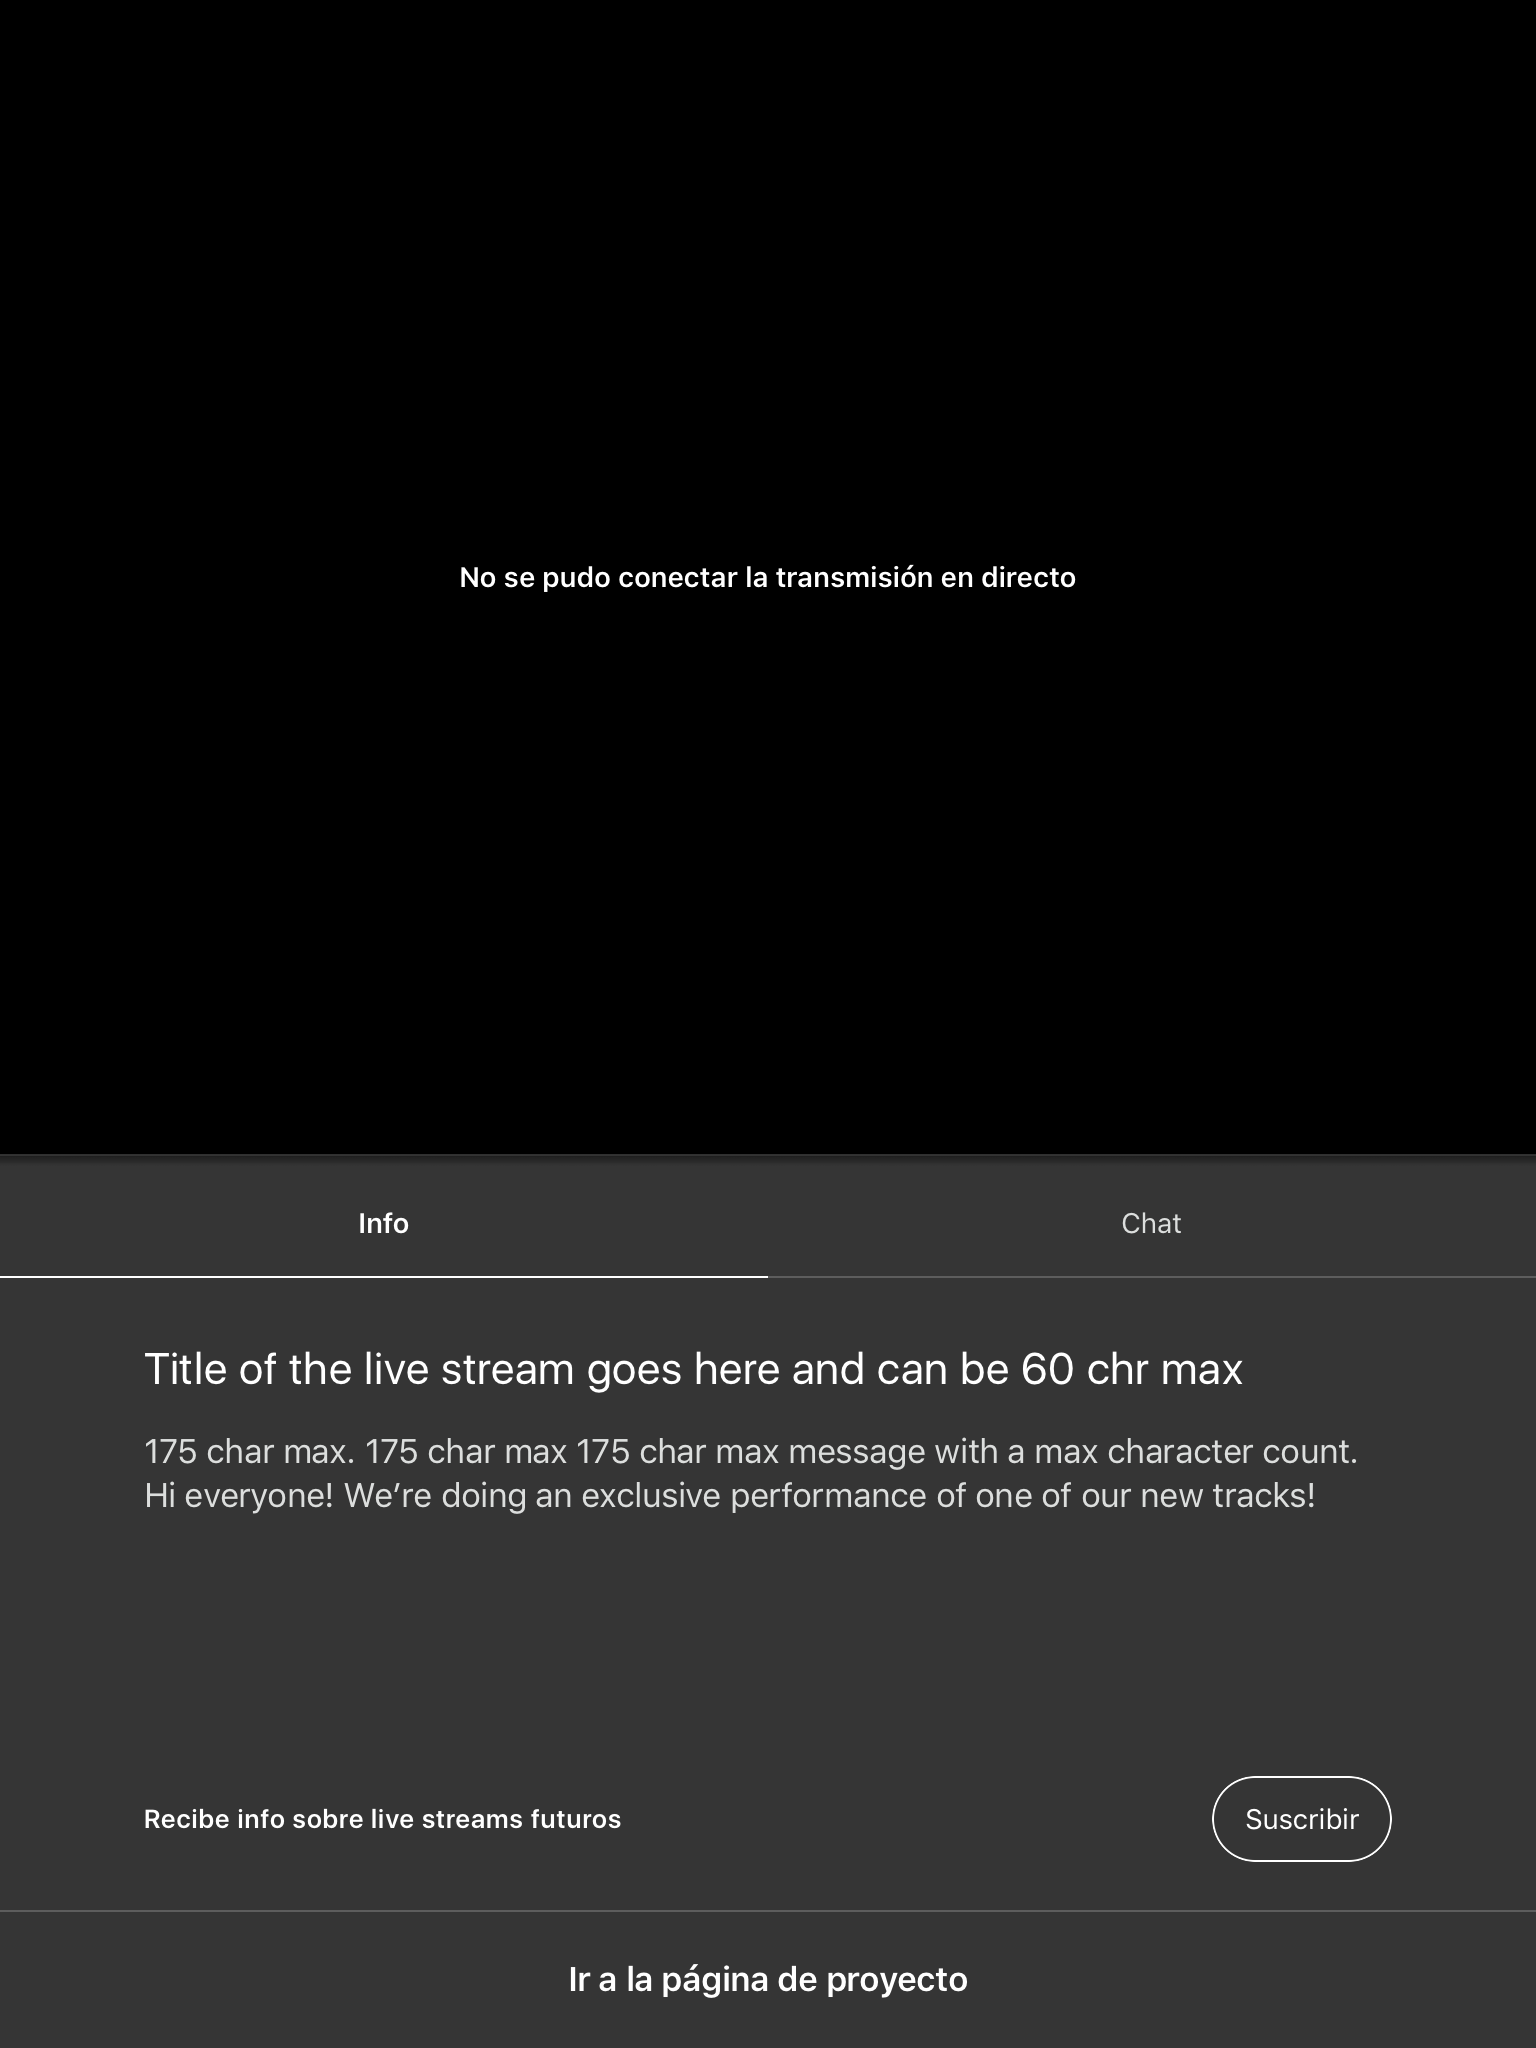 No se pudo conectar la transmisión en directo
Info
Chat
Title of the live stream goes here and can be 60 chr max
175 char max. 175 char max 175 char max message with a max character count.
Hi everyone! We’re doing an exclusive performance of one of our new tracks!
Recibe info sobre live streams futuros
Suscribir
Ir a la página de proyecto